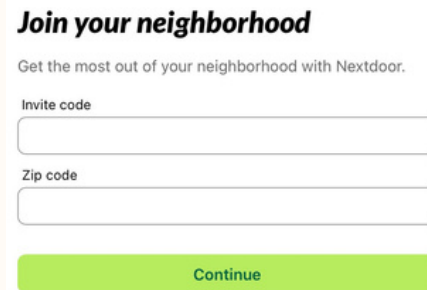 Join your neighborhood
Get the most out of your neighborhood with Nextdoor.
Invite code
Zip code
Continue